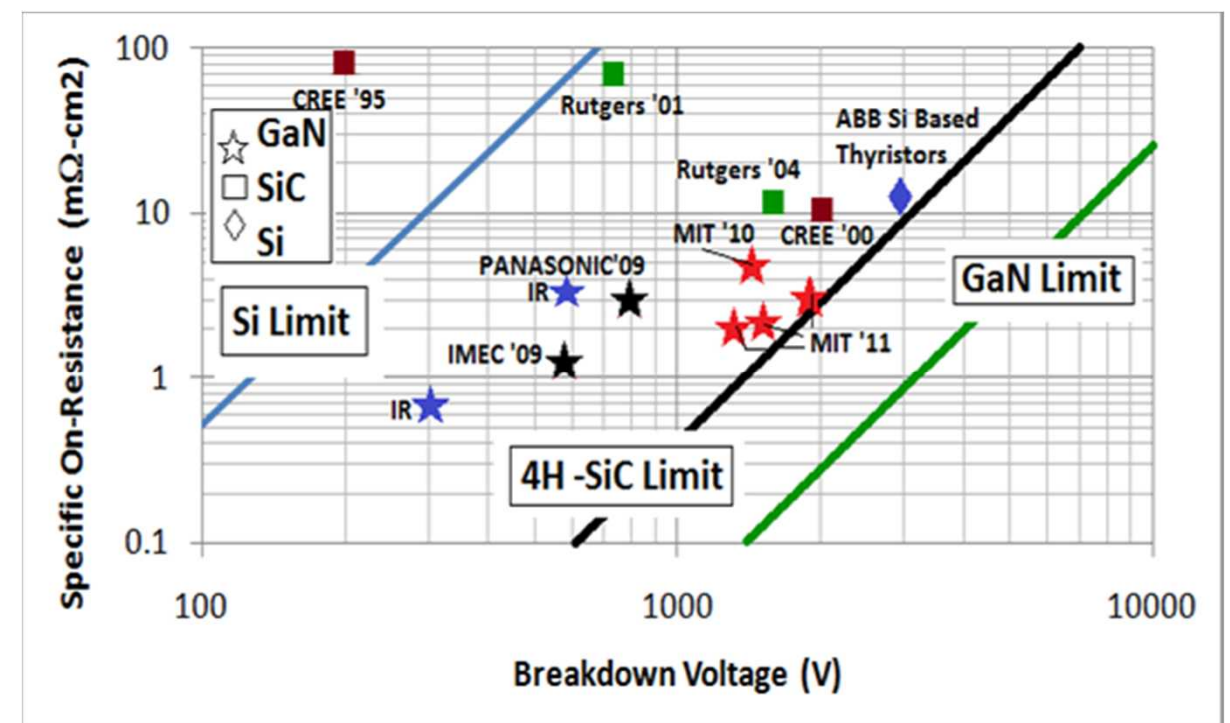 Specific On-Resistance (mΩ-cm2)
100
10
1
0.1
CREE '95
GaN
SiC
Si
Rutgers '01
ABB Si Based
Thyristors
Rutgers '04
CREE '00
MIT '10
PANASONIC'09
IR
GaN Limit
Si Limit
MIT '11
IMEC '09
IR
4H -SiC Limit
100
1000
10000
Breakdown Voltage (V)